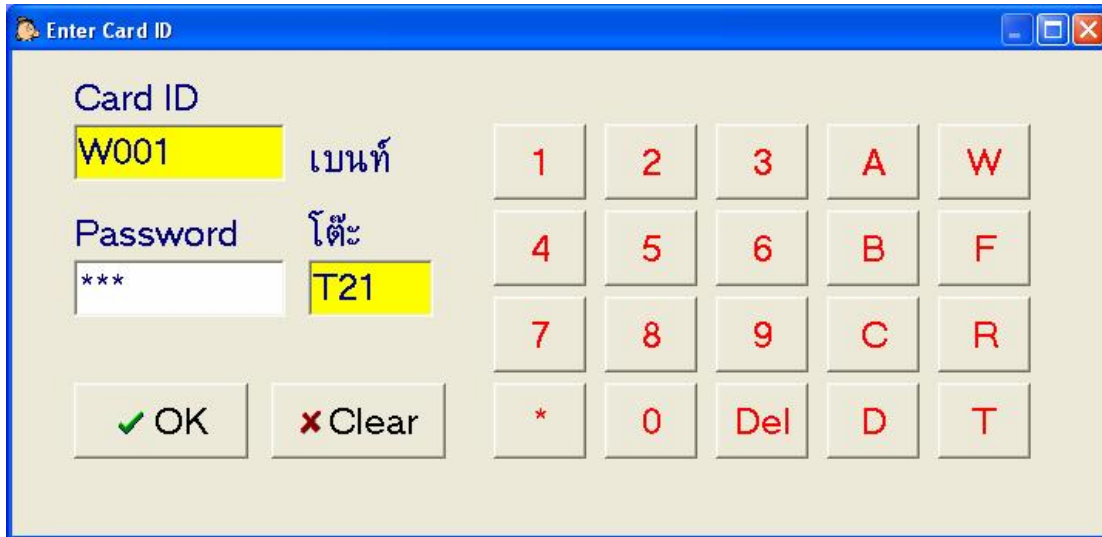 Enter Card ID
Card ID
W001 เบนท์
Password โต๊ะ
*** T21
OK Clear
1 2 3 A W
4 5 6 B F
7 8 9 C R
* 0 Del D T